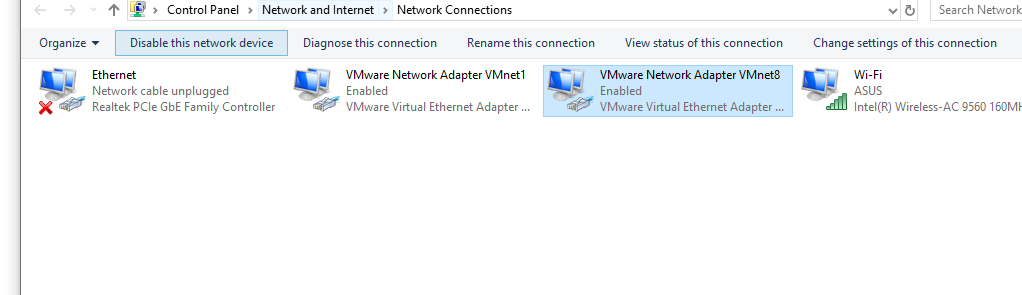 Control Panel > Network and Internet > Network Connections
Search Network
Organize
Disable this network device
Diagnose this connection
Rename this connection
View status of this connection
Change settings of this connection
Ethernet
Network cable unplugged
Realtek PCIe GbE Family Controller
VMware Network Adapter VMnet1
Enabled
VMware Virtual Ethernet Adapter ...
VMware Network Adapter VMnet8
Enabled
VMware Virtual Ethernet Adapter ...
Wi-Fi
ASUS
Intel(R) Wireless-AC 9560 160MH